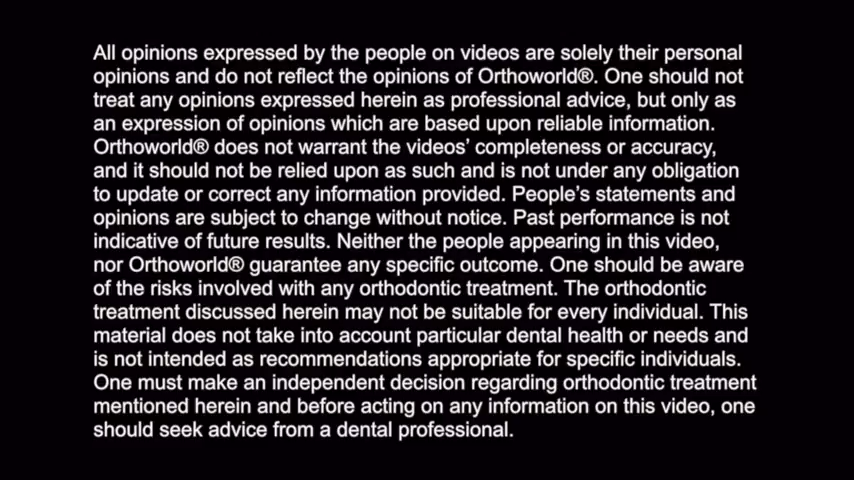 All opinions expressed by the people on videos are solely their personal
opinions and do not reflect the opinions of Orthoworld®. One should not
treat any opinions expressed herein as professional advice, but only as
an expression of opinions which are based upon reliable information.
Orthoworld® does not warrant the videos’ completeness or accuracy,
and it should not be relied upon as such and is not under any obligation
to update or correct any information provided. People’s statements and
opinions are subject to change without notice. Past performance is not
indicative of future results. Neither the people appearing in this video,
nor Orthoworld® guarantee any specific outcome. One should be aware
of the risks involved with any orthodontic treatment. The orthodontic
treatment discussed herein may not be suitable for every individual. This
material does not take into account particular dental health or needs and
is not intended as recommendations appropriate for specific individuals.
One must make an independent decision regarding orthodontic treatment
mentioned herein and before acting on any information on this video, one
should seek advice from a dental professional.